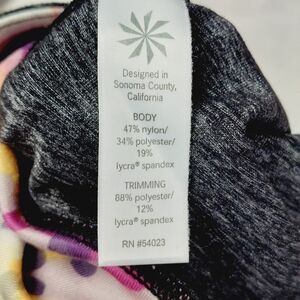 Designed in
Sonoma County,
California
BODY
47% nylon/
34% polyester/
19%
lycra® spandex
TRIMMING
88% polyester/
12%
lycra® spandex
RN #54023